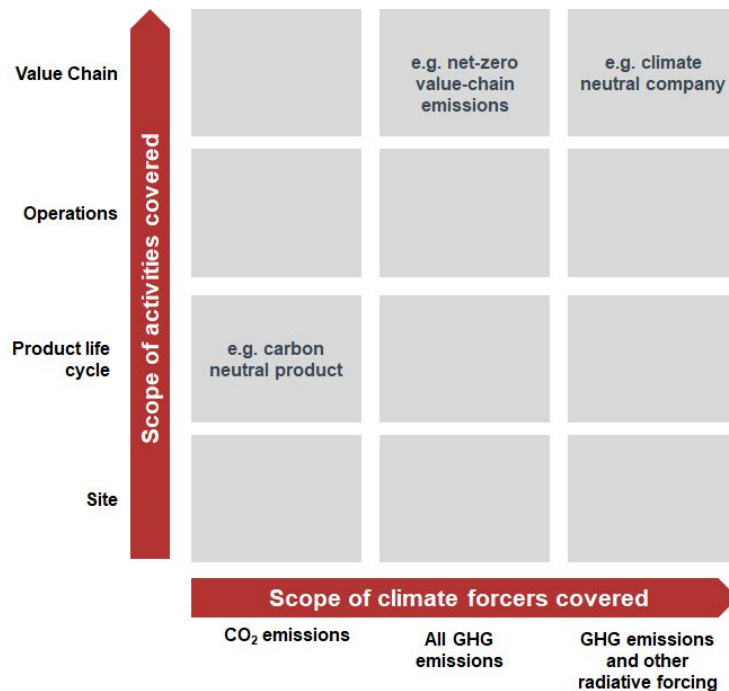 Value Chain
e.g. net-zero
value-chain
emissions
e.g. climate
neutral company
Operations
Product life
cycle
e.g. carbon
neutral product
Site
Scope of activities covered
Scope of climate forcers covered
CO₂ emissions
All GHG
emissions
GHG emissions
and other
radiative forcing